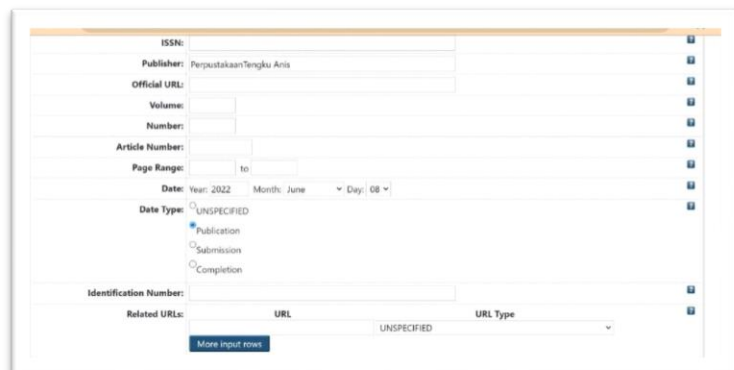 ISSN:
Publisher: PerpustakaanTengku Anis
Official URL:
Volume:
Number:
Article Number:
Page Range: to
Date: Year: 2022 Month: June Day: 08
Date Type: UNSPECIFIED
Publication
Submission
Completion
Identification Number:
Related URLs: URL URL Type
UNSPECIFIED
More input rows